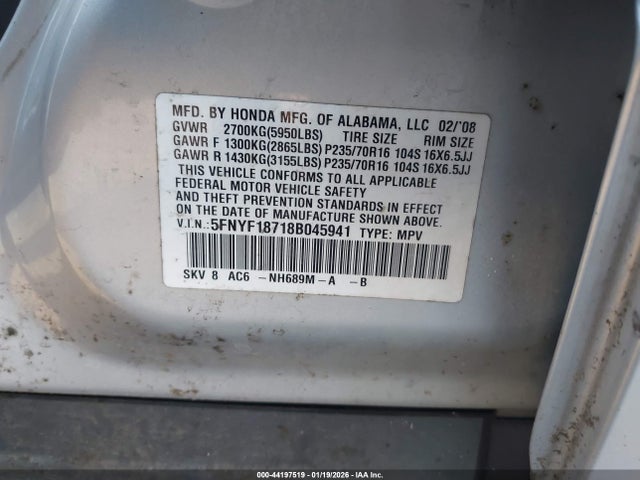 MFD. BY HONDA MFG. OF ALABAMA, LLC 02/'08
GVWR 2700KG(5950LBS) TIRE SIZE RIM SIZE
GAWR F 1300KG(2865LBS) P235/70R16 104S 16X6.5JJ
GAWR R 1430KG(3155LBS) P235/70R16 104S 16X6.5JJ
THIS VEHICLE CONFORMS TO ALL APPLICABLE
FEDERAL MOTOR VEHICLE SAFETY
AND THEFT PREVENTION STANDARDS IN EFFECT
ON THE DATE OF MANUFACTURE SHOWN ABOVE.
V.I.N.:5FNYF18718B045941 TYPE: MPV
SKV 8 AC6 -NH689M-A -B
000-44197519 | 01/19/2026 | IAA Inc.